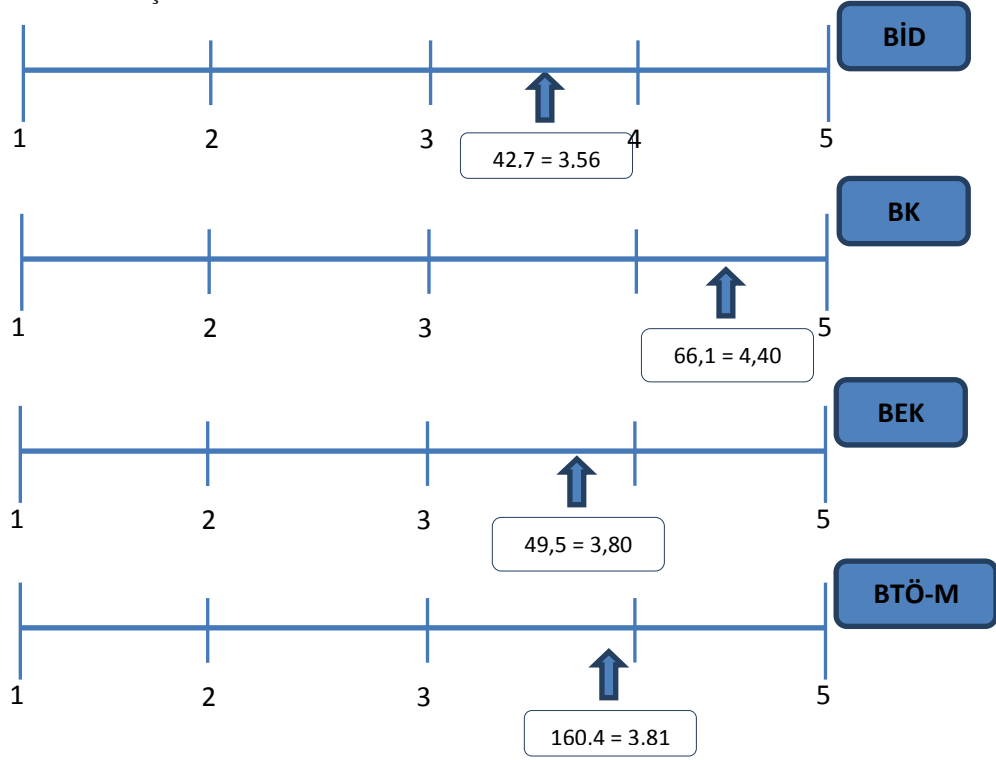 BİD
1 2 3 4 5
42,7 = 3,56
BK
1 2 3 5
66,1 = 4,40
BEK
1 2 3 5
49,5 = 3,80
BTÖ-M
1 2 3 5
160,4 = 3,81